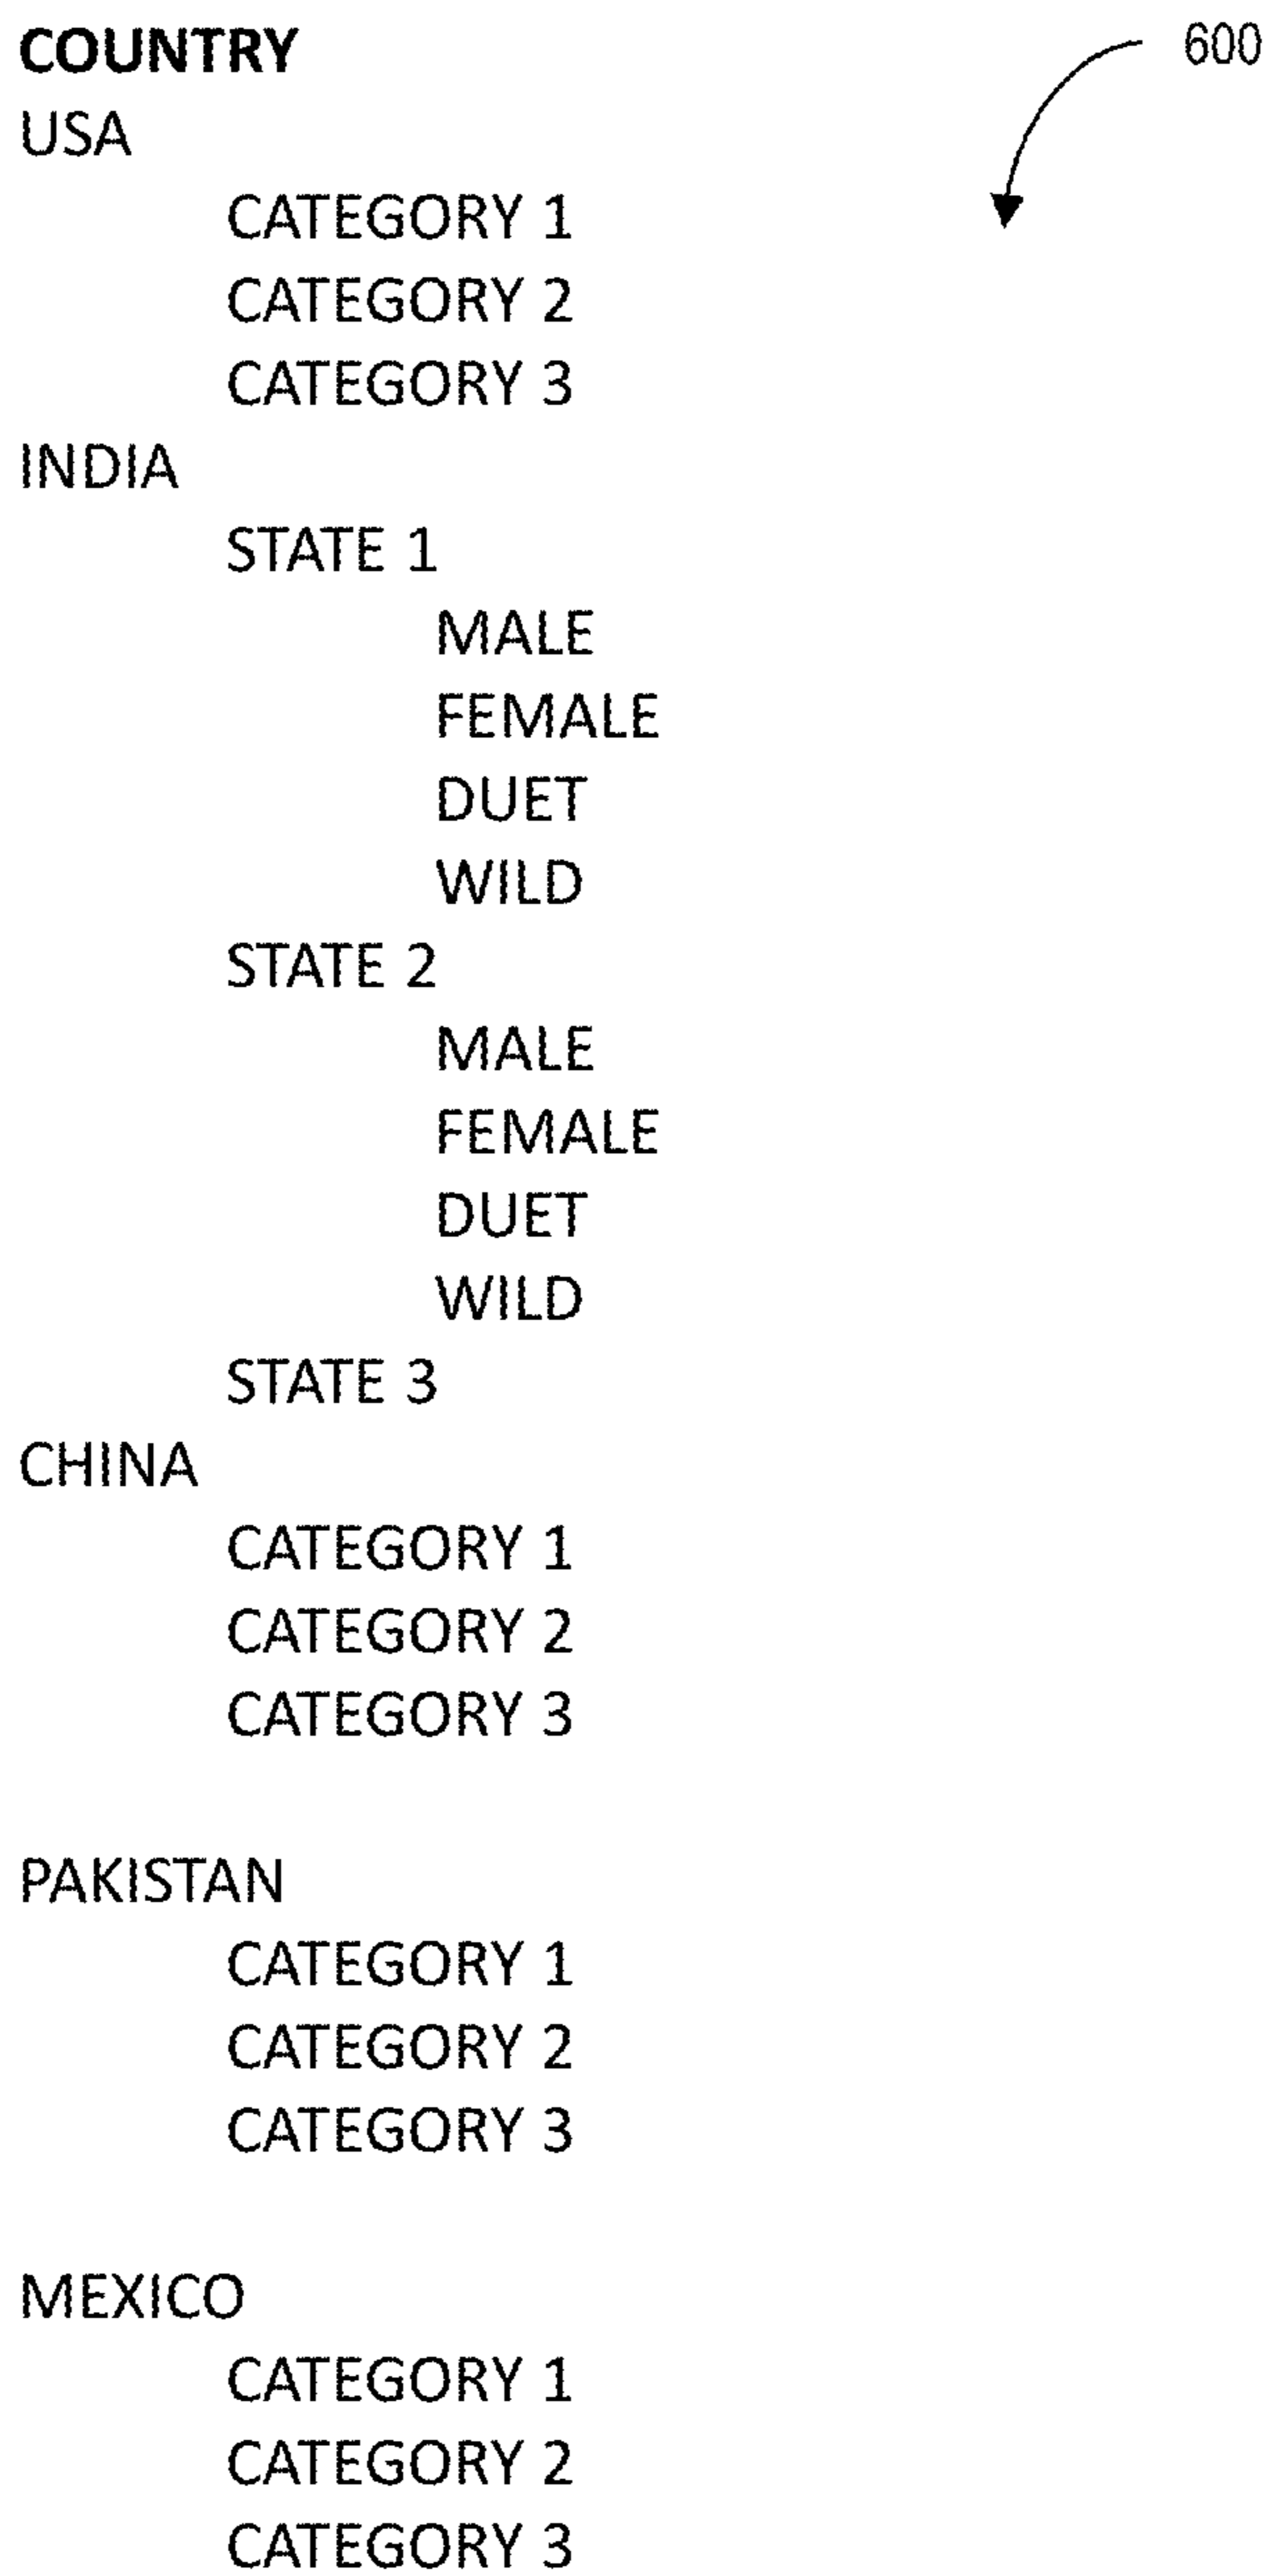 COUNTRY
600
USA
CATEGORY 1
CATEGORY 2
CATEGORY 3
INDIA
STATE 1
MALE
FEMALE
DUET
WILD
STATE 2
MALE
FEMALE
DUET
WILD
STATE 3
CHINA
CATEGORY 1
CATEGORY 2
CATEGORY 3
PAKISTAN
CATEGORY 1
CATEGORY 2
CATEGORY 3
MEXICO
CATEGORY 1
CATEGORY 2
CATEGORY 3